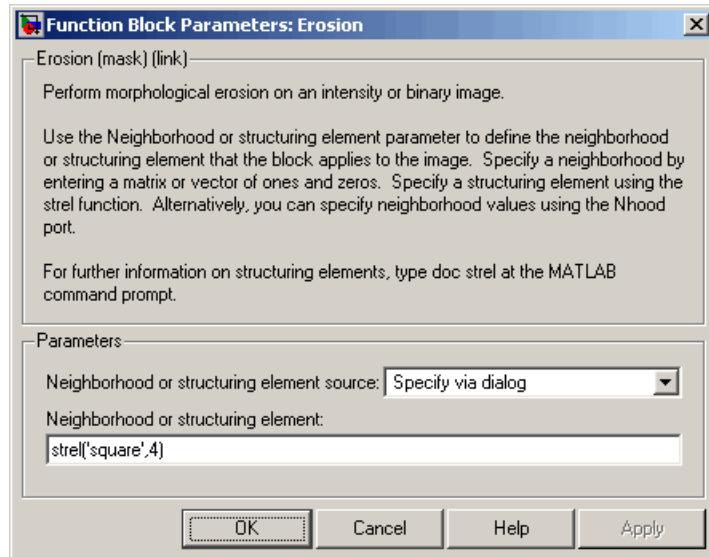 Function Block Parameters: Erosion
Erosion (mask) (link)
Perform morphological erosion on an intensity or binary image.
Use the Neighborhood or structuring element parameter to define the neighborhood
or structuring element that the block applies to the image.  Specify a neighborhood by
entering a matrix or vector of ones and zeros.  Specify a structuring element using the
strel function.  Alternatively, you can specify neighborhood values using the Nhood
port.
For further information on structuring elements, type doc strel at the MATLAB
command prompt.
Parameters
Neighborhood or structuring element source: Specify via dialog
Neighborhood or structuring element:
strel('square',4)
OK Cancel Help Apply